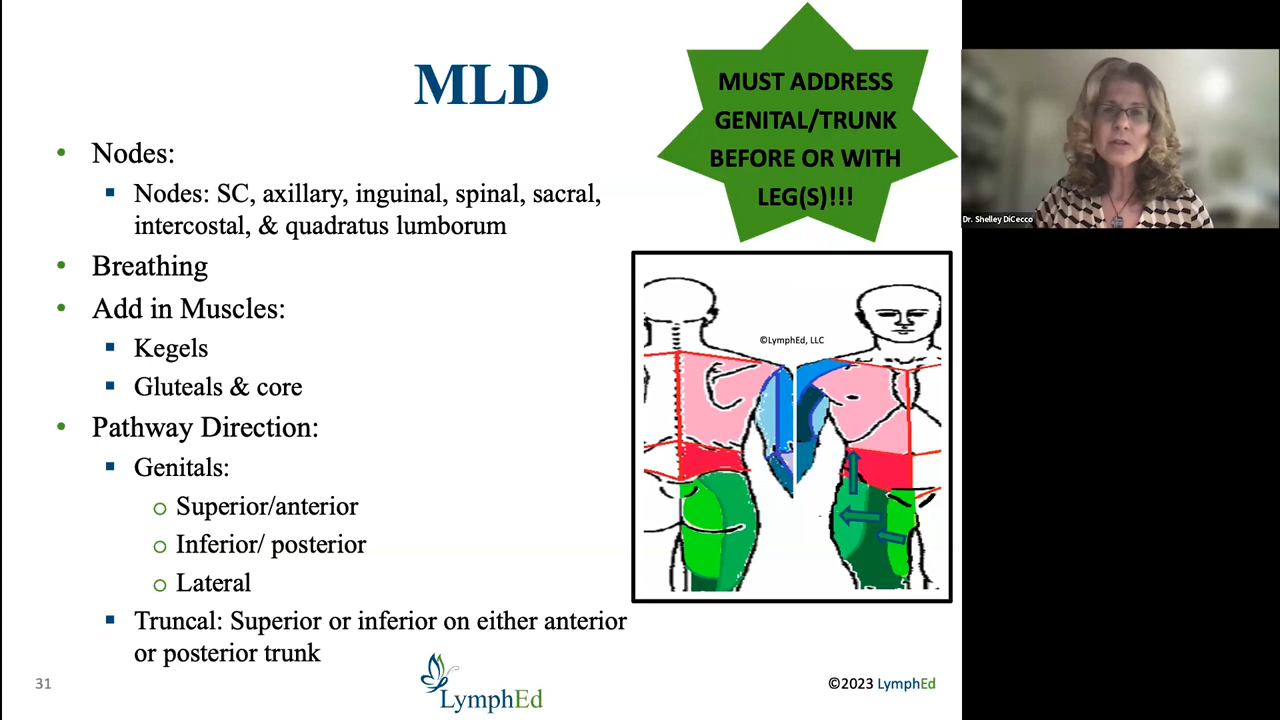 MLD
MUST ADDRESS
GENITAL/TRUNK
BEFORE OR WITH
LEG(S)!!!
• Nodes:
▪ Nodes: SC, axillary, inguinal, spinal, sacral,
intercostal, & quadratus lumborum
• Breathing
• Add in Muscles:
▪ Kegels
▪ Gluteals & core
• Pathway Direction:
▪ Genitals:
o Superior/anterior
o Inferior/ posterior
o Lateral
▪ Truncal: Superior or inferior on either anterior
or posterior trunk
©LymphEd, LLC
31
LymphEd
©2023 LymphEd
Dr. Shelley DiCecco